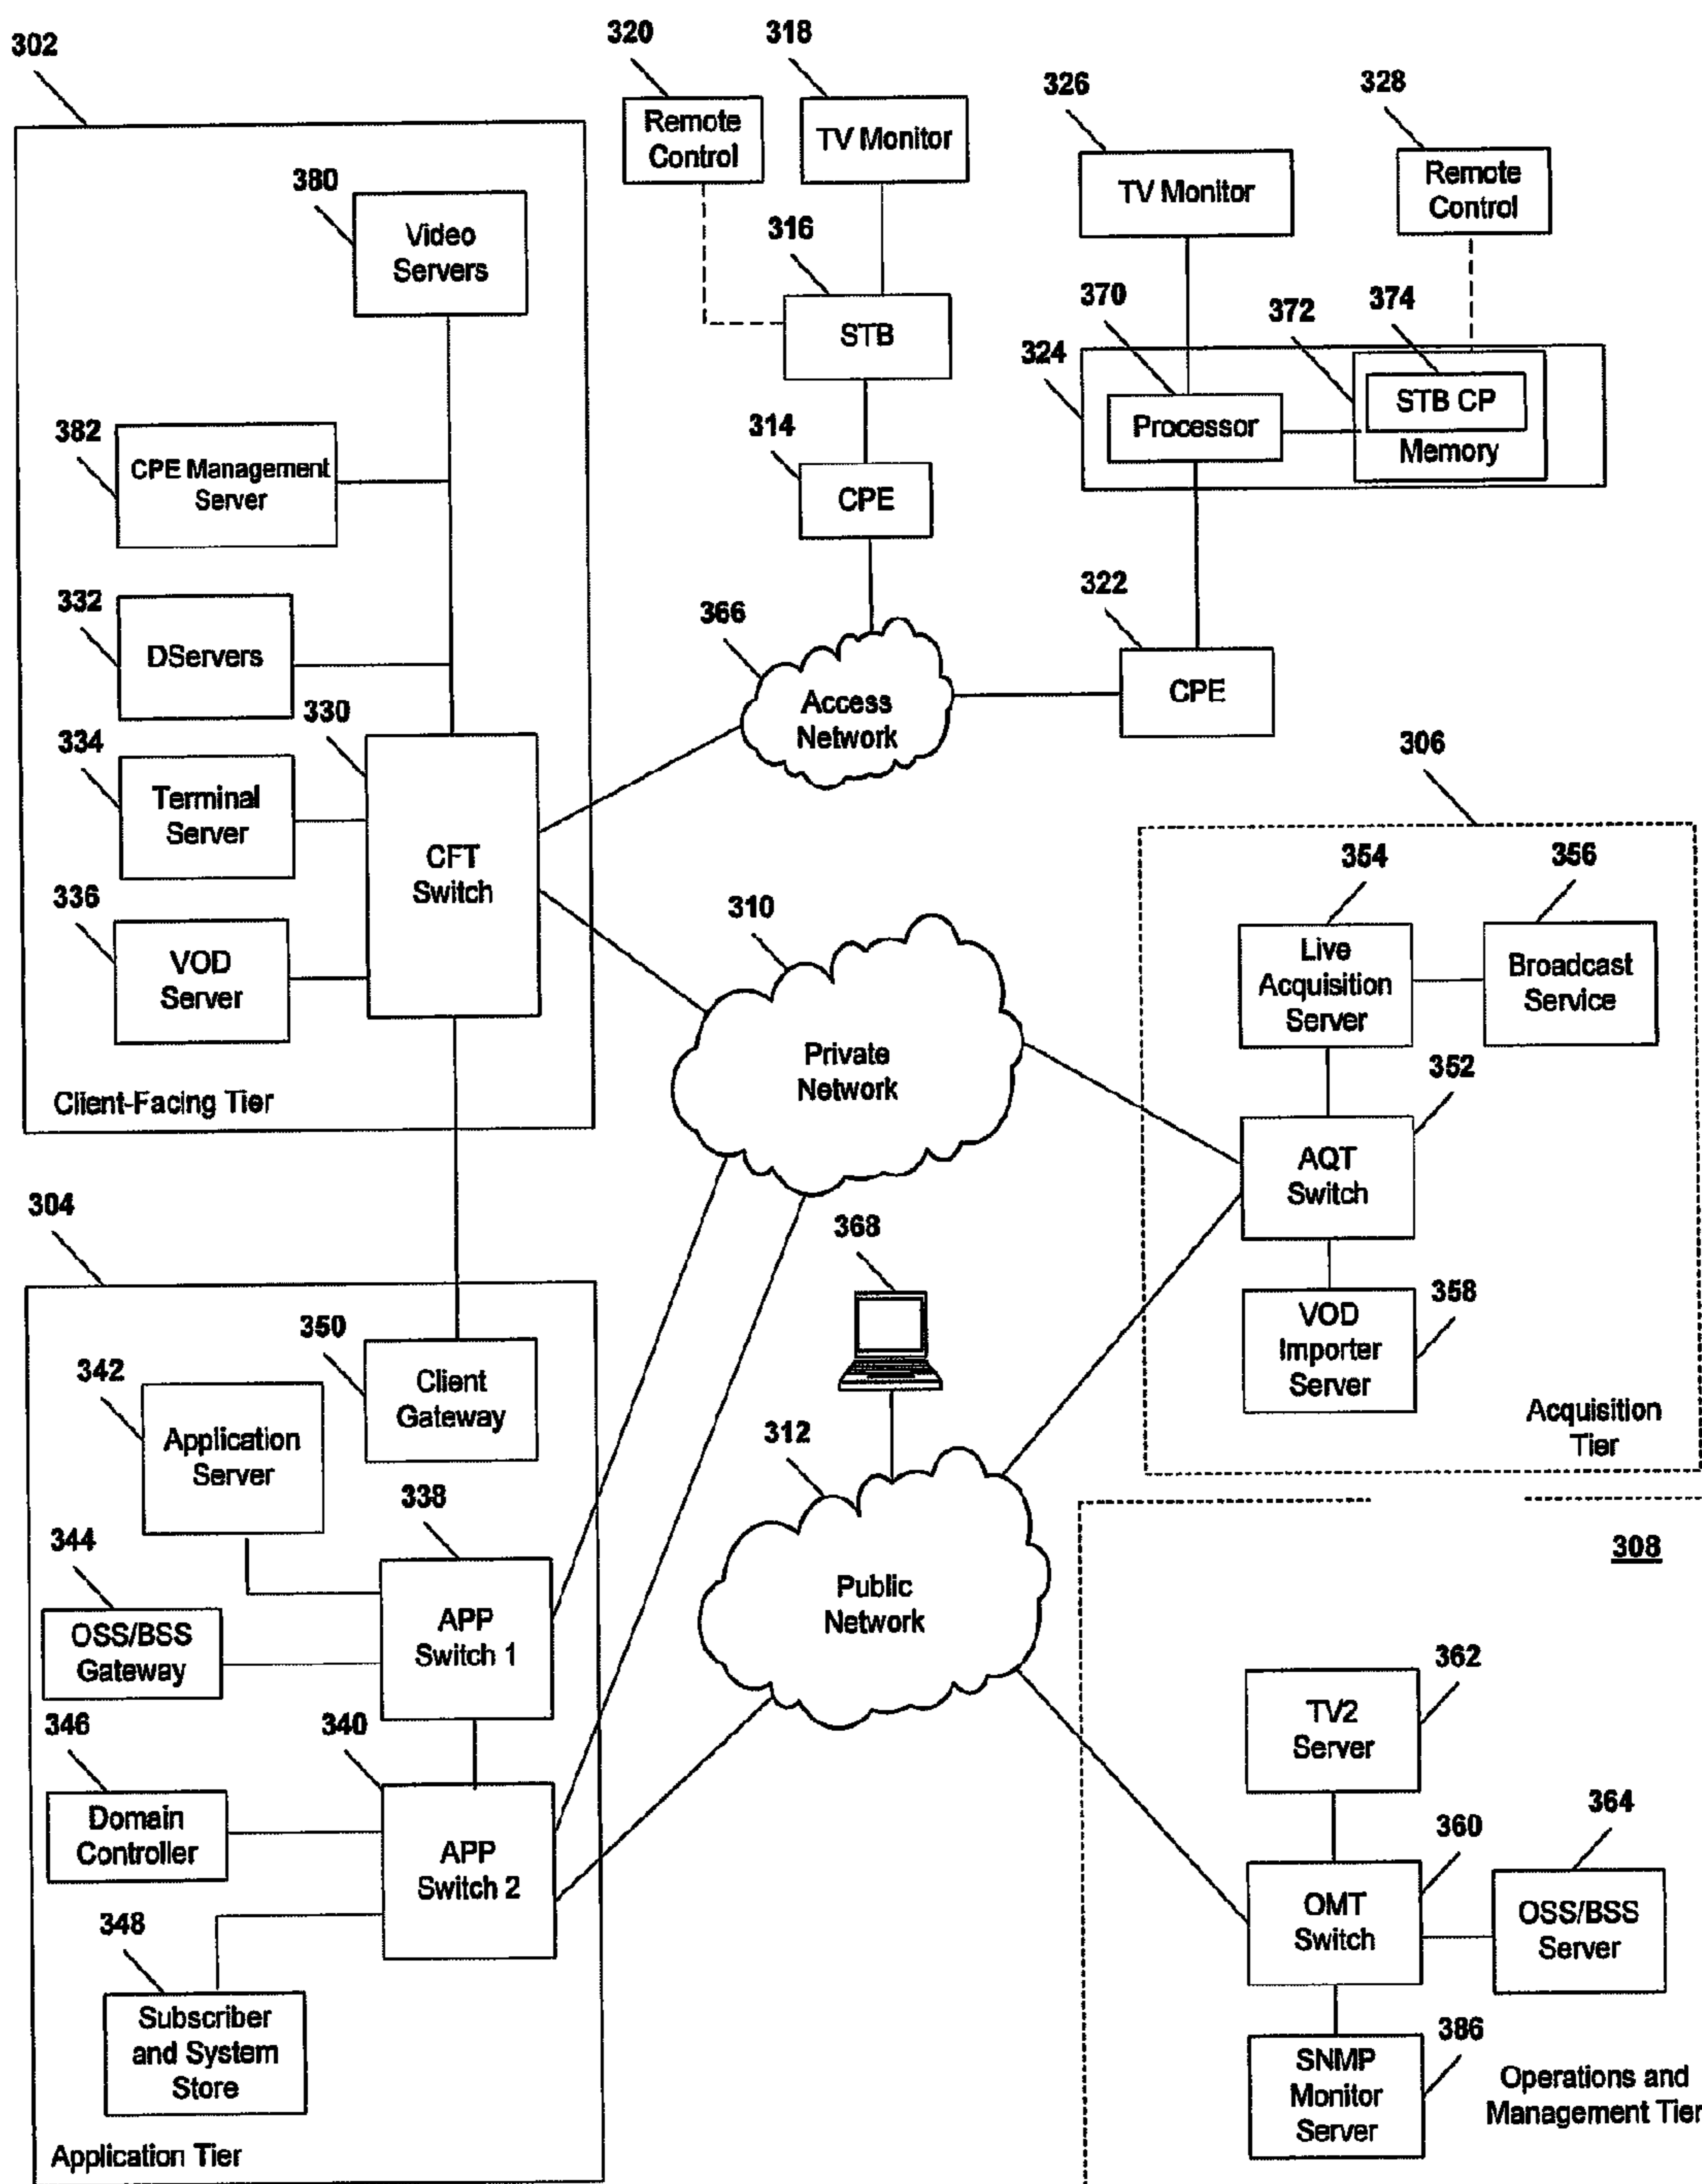 302
320
318
326
328
Remote
Control
TV Monitor
TV Monitor
Remote
Control
380
Video
Servers
316
STB
370
372
374
324
Processor
STB CP
Memory
382
CPE Management
Server
314
CPE
332
DServers
366
Access
Network
322
CPE
330
334
Terminal
Server
CFT
Switch
306
336
VOD
Server
310
Private
Network
354
356
Live
Acquisition
Server
Broadcast
Service
Client-Facing Tier
352
AQT
Switch
304
368
350
Client
Gateway
342
Application
Server
358
VOD
Importer
Server
Acquisition
Tier
312
Public
Network
338
APP
Switch 1
344
OSS/BSS
Gateway
308
346
340
Domain
Controller
APP
Switch 2
362
TV2
Server
364
360
OMT
Switch
OSS/BSS
Server
348
Subscriber
and System
Store
386
SNMP
Monitor
Server
Operations and
Management Tier
Application Tier